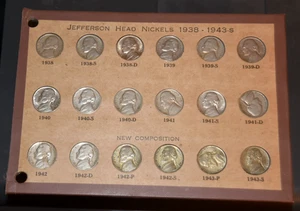 JEFFERSON HEAD NICKELS 1938 - 1943-S
1938 1938-S 1938-D 1939 1939-S 1939-D
1940 1940-S 1940-D 1941 1941-S 1941-D
NEW COMPOSITION
1942 1942-D 1942-P 1942-S 1943-P 1943-S